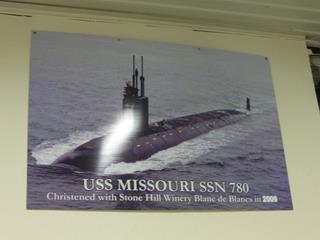 USS MISSOURI SSN 780
Christened with Stone Hill Winery Blanc de Blancs in 2009